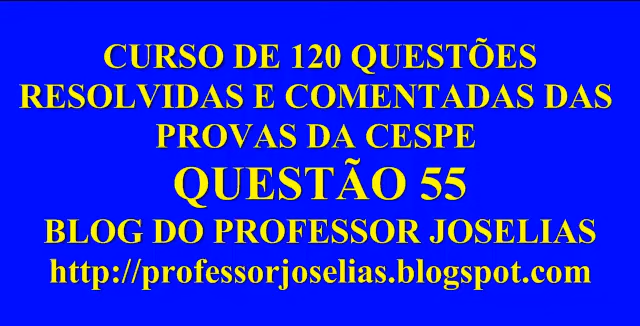 CURSO DE 120 QUESTÕES
RESOLVIDAS E COMENTADAS DAS
PROVAS DA CESPE
QUESTÃO 55
BLOG DO PROFESSOR JOSELIAS
http://professorjoselias.blogspot.com